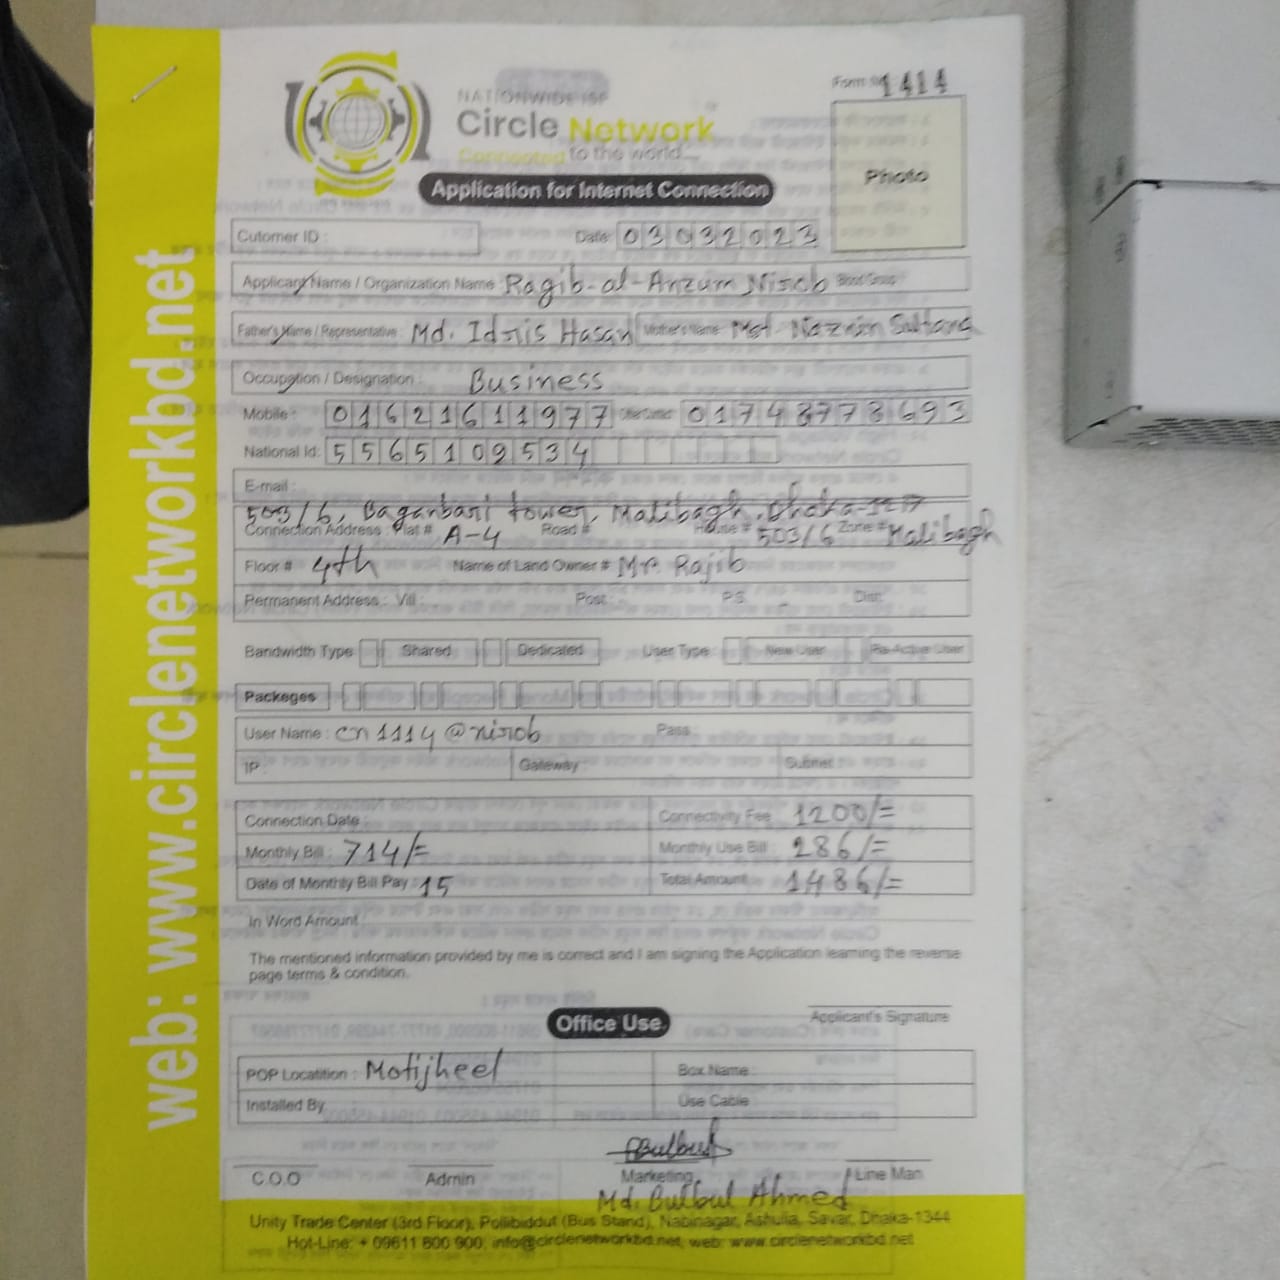 Form 1414
NATIONWIDE ISP
Circle Network
Connected to the world...
Photo
Application for Internet Connection
Cutomer ID :
Date: 03032023
Applicant Name / Organization Name : Ragib-al-Anzum Nirob Blood Group
Father's Name / Representative : Md. Idris Hasan Mother's Name Mst Naznin Sultana
Occupation / Designation : Business
Mobile : 01621611977 01748778693
National Id: 5565109534
E-mail :
503/6, Baganbari tower, Malibagh, Dhaka-1217
Connection Address : Flat # A-4 Road # House # 503/6 Zone # Malibagh
Floor # 4th Name of Land Owner # Mr. Rajib
Permanent Address : Vill : Post : P.S. Dist:
Bandwidth Type Shared Dedicated User Type : New User Re-Active User
Packeges
User Name : cn1114@nirob Pass :
IP : Gateway: Subnet :
Connection Date : Connectivity Fee 1200/=
Monthly Bill : 714/= Monthly Use Bill : 286/=
Date of Monthly Bill Pay : 15 Total Amount 1486/=
In Word Amount :
The mentioned information provided by me is correct and I am signing the Application learning the reverse
page terms & condition.
Applicant's Signature
Office Use.
POP Locatition : Motijheel Box Name :
Installed By Use Cable
Bulbul
C.O.O Admin Marketing Line Man
Md. Bulbul Ahmed
Unity Trade Center (3rd Floor), Pollibiddut (Bus Stand), Nabinagar, Ashulia, Savar, Dhaka-1344
Hot-Line: + 09611 800 900, info@circlenetworkbd.net, web: www.circlenetworkbd.net
web: www.circlenetworkbd.net